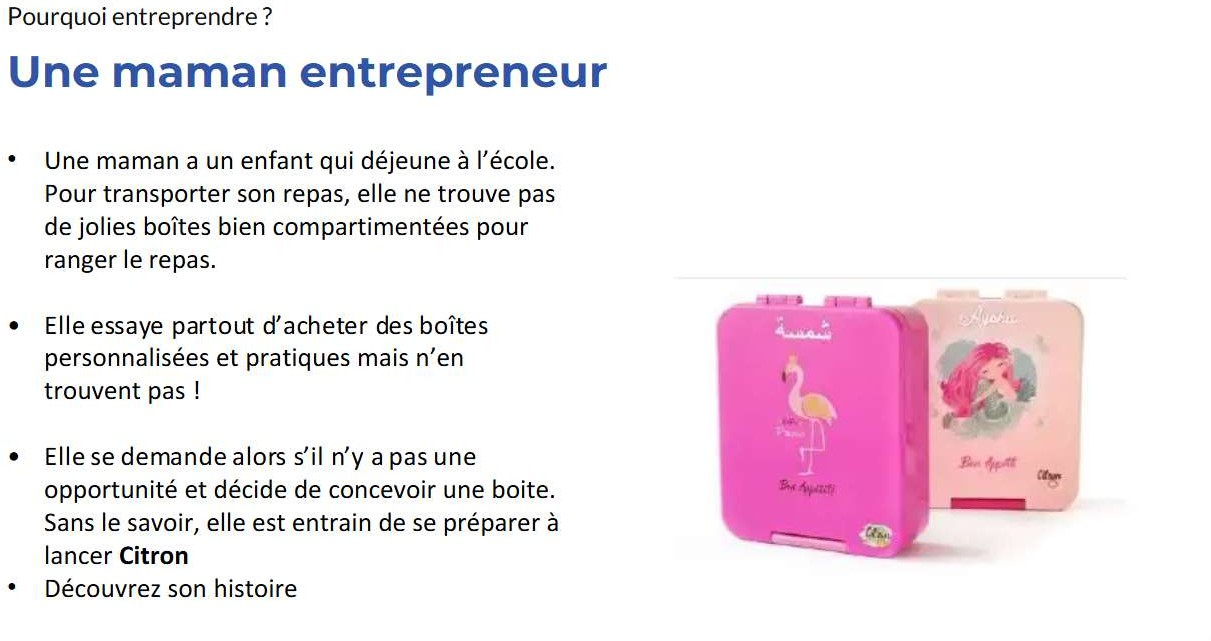 Pourquoi entreprendre ?
Une maman entrepreneur
• Une maman a un enfant qui déjeune à l'école.
Pour transporter son repas, elle ne trouve pas
de jolies boîtes bien compartimentées pour
ranger le repas.
• Elle essaye partout d'acheter des boîtes
personnalisées et pratiques mais n'en
trouvent pas !
• Elle se demande alors s'il n'y a pas une
opportunité et décide de concevoir une boite.
Sans le savoir, elle est entrain de se préparer à
lancer Citron
• Découvrez son histoire
شمسة
Bon Appétit
Citron
Bon Appétit
Citron